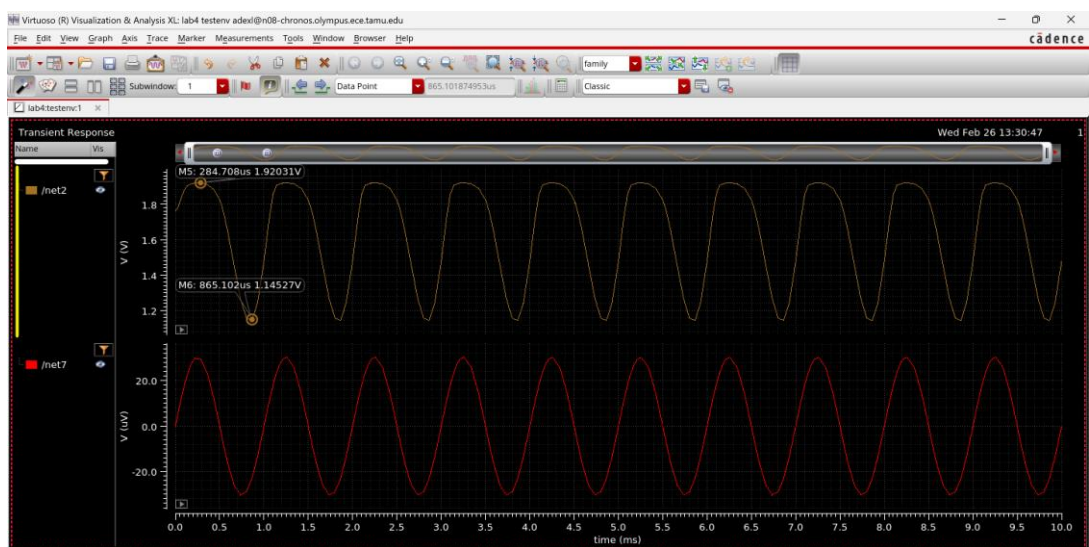 Virtuoso (R) Visualization & Analysis XL: lab4 testenv adexl@n08-chronos.olympus.ece.tamu.edu
File Edit View Graph Axis Trace Marker Measurements Tools Window Browser Help
cādence
family
Subwindow: 1
Data Point
865.101874953us
Classic
lab4:testenv:1
Transient Response
Wed Feb 26 13:30:47
1
Name Vis
M5: 284.708us 1.92031V
/net2
1.8
1.6
V (V)
1.4
M6: 865.102us 1.14527V
1.2
/net7
20.0
V (uV)
0.0
-20.0
0.0 0.5 1.0 1.5 2.0 2.5 3.0 3.5 4.0 4.5 5.0 5.5 6.0 6.5 7.0 7.5 8.0 8.5 9.0 9.5 10.0
time (ms)